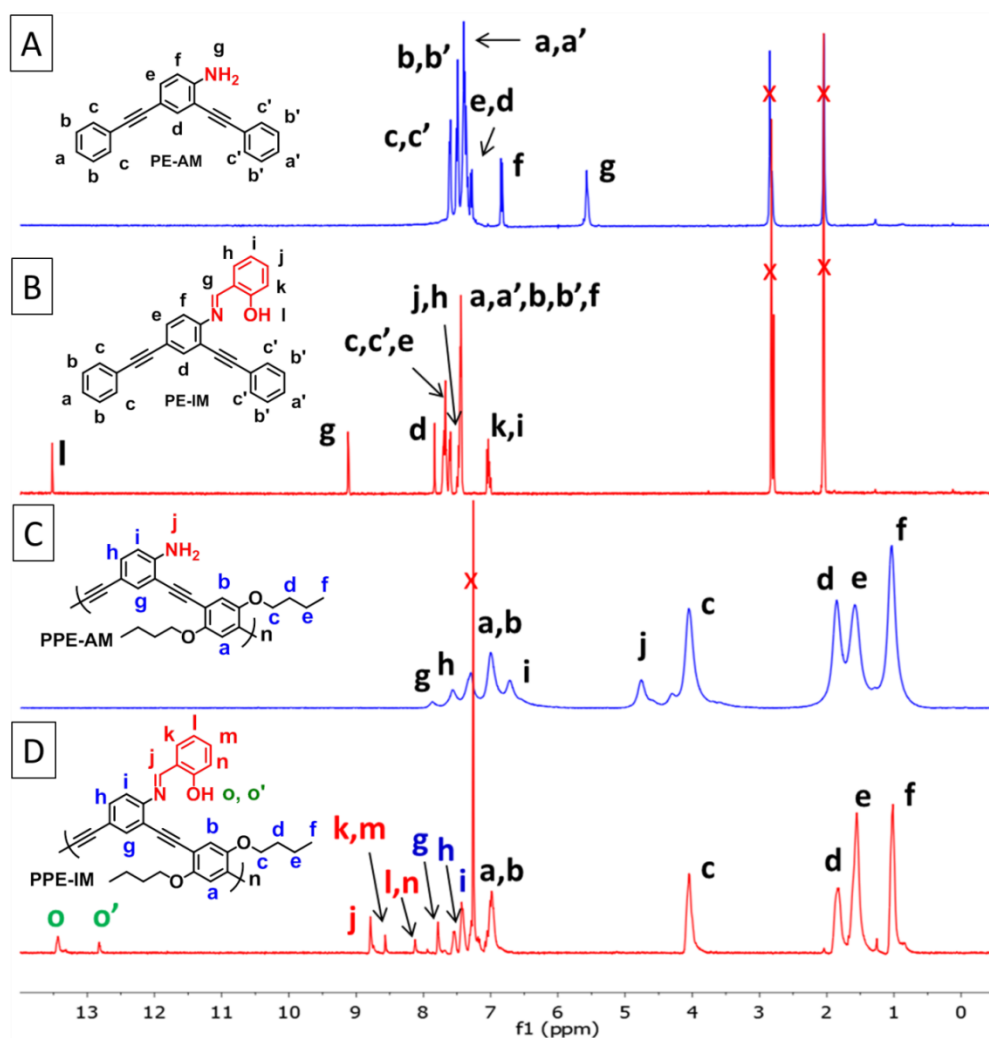 A
g
f
NH₂
e
c
c'
b
b'
d
a
c
PE-AM
c'
a'
b
b'
b,b’
a,a’
c,c’
e,d
f
g
x
x
B
i
h
j
g
k
f
N
OH
l
e
c
c'
b
b'
d
a
c
c'
a'
b
PE-IM
b'
l
g
d
c,c’,e
j,h
a,a’,b,b’,f
k,i
x
x
C
j
i
NH₂
h
b
d
f
O
g
c
e
PPE-AM
O
n
a
g
h
x
a,b
i
j
c
d
e
f
D
l
k
m
j
n
i
N
OH
o, o'
h
b
d
f
O
g
c
e
PPE-IM
O
n
a
o
o’
j
k,m
l,n
g
h
i
a,b
c
d
e
f
13 12 11 10 9 8 7 6 5 4 3 2 1 0
f1 (ppm)